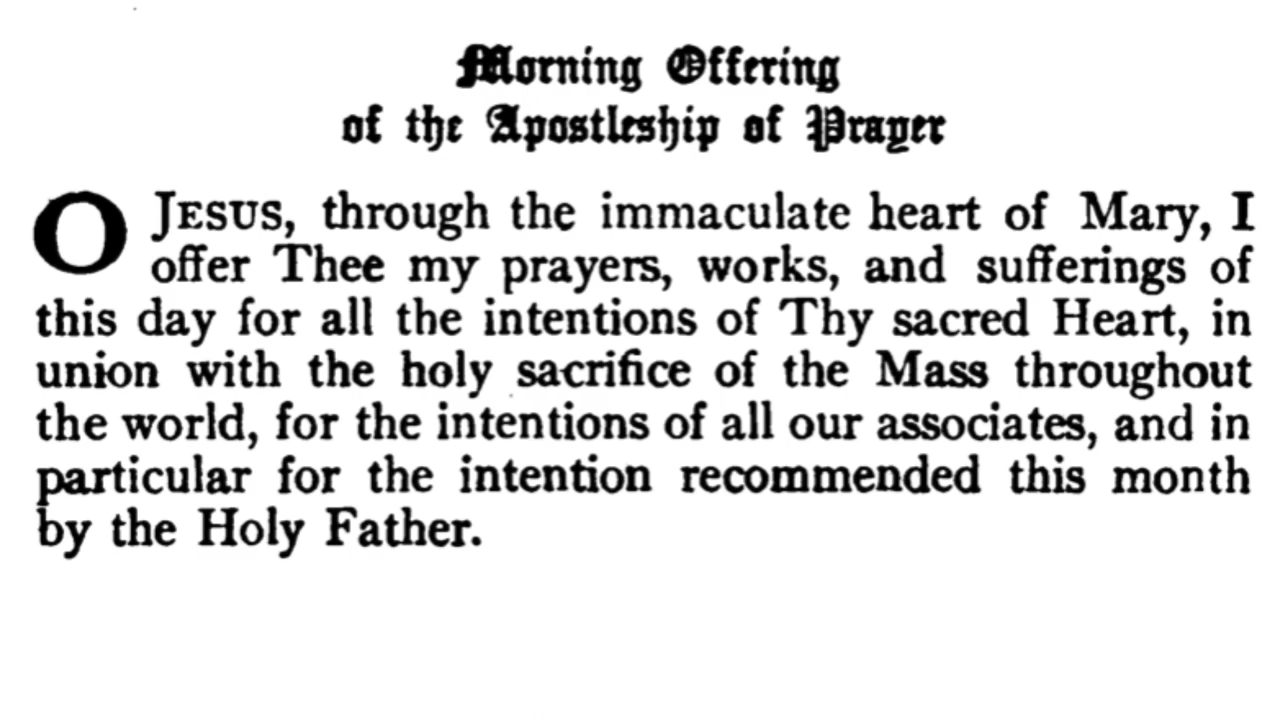 Morning Offering
of the Apostleship of Prayer
O JESUS, through the immaculate heart of Mary, I
offer Thee my prayers, works, and sufferings of
this day for all the intentions of Thy sacred Heart, in
union with the holy sacrifice of the Mass throughout
the world, for the intentions of all our associates, and in
particular for the intention recommended this month
by the Holy Father.